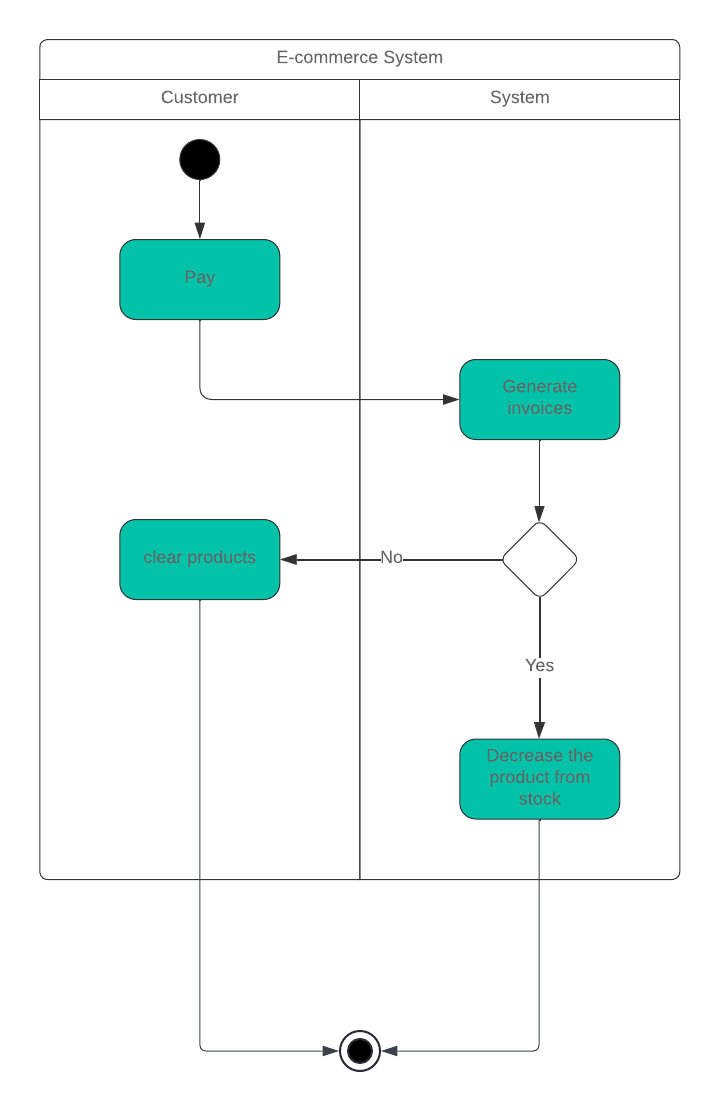 E-commerce System
Customer
System
Pay
Generate
invoices
clear products
No
Yes
Decrease the
product from
stock